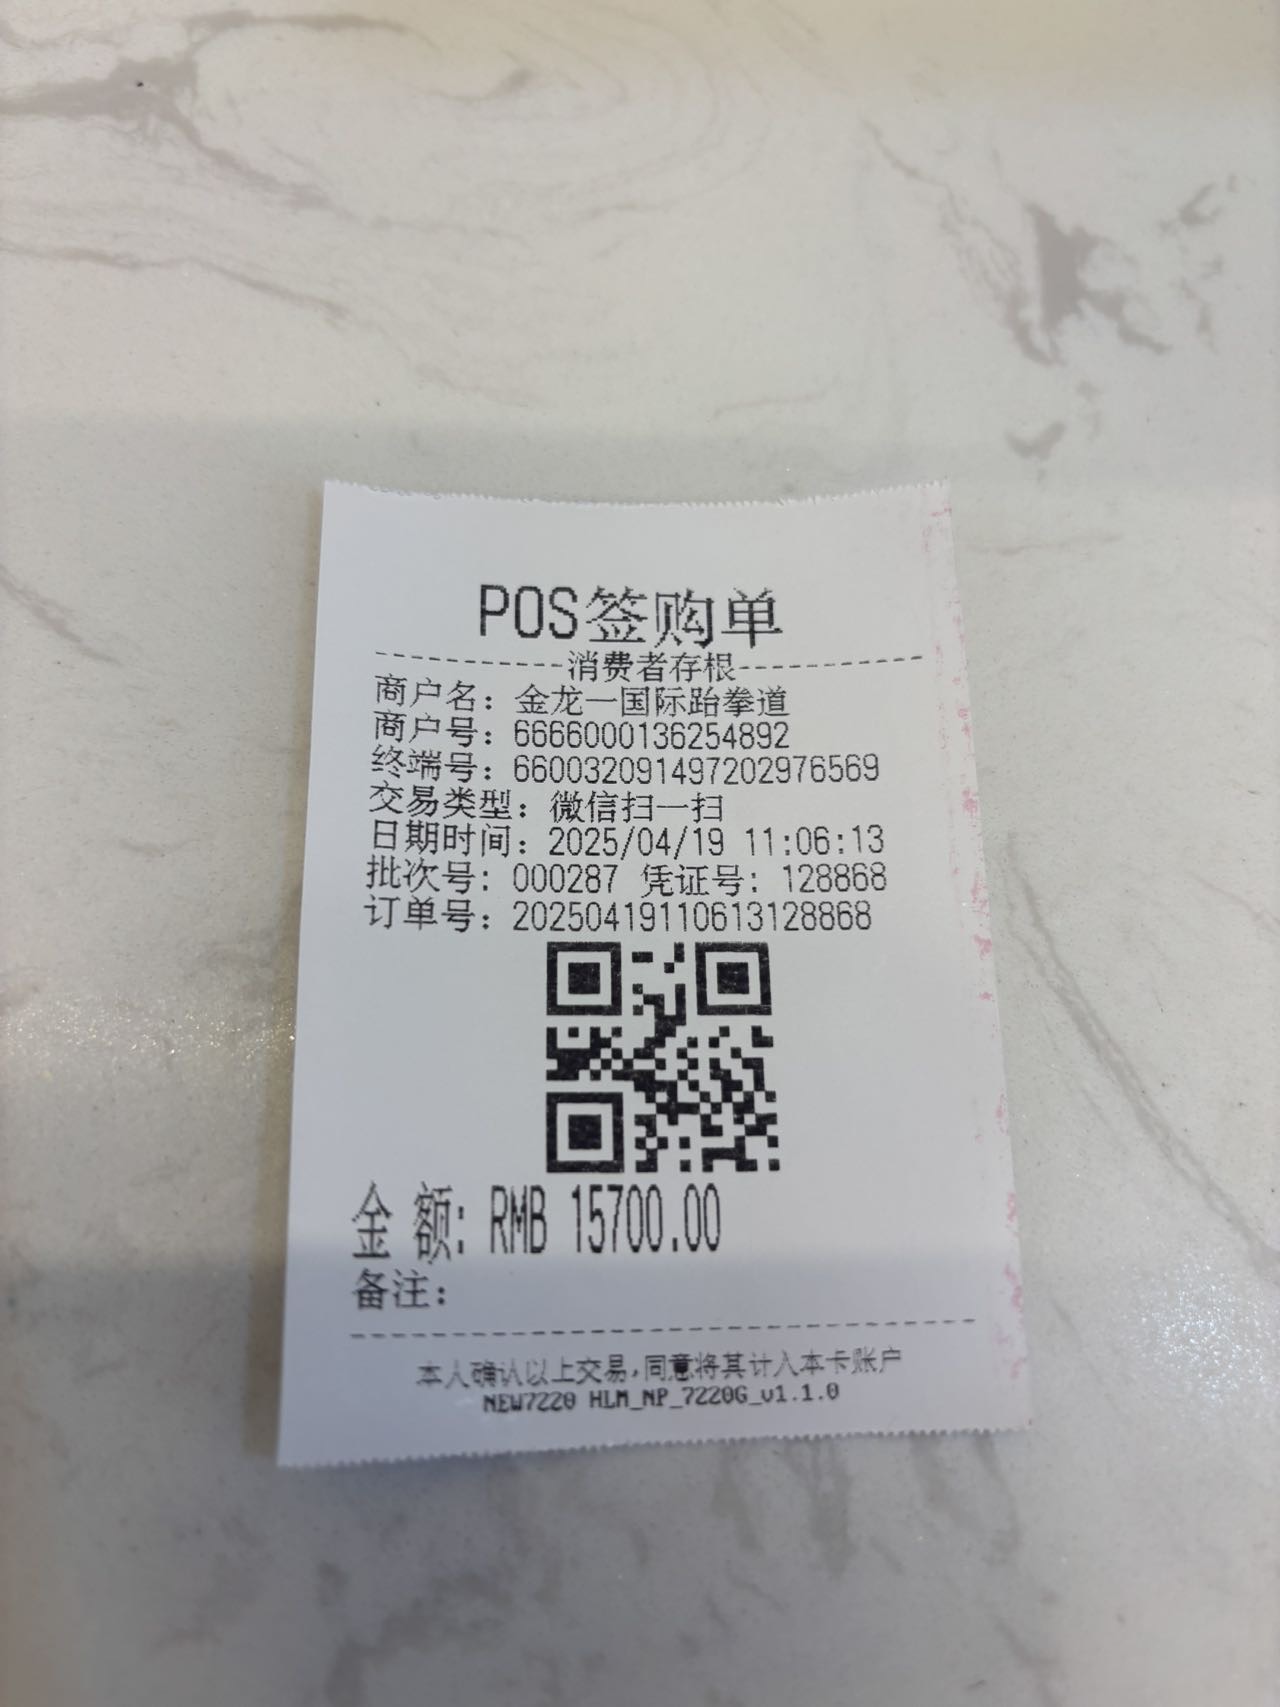 POS签购单
-----------消费者存根-----------
商户名：金龙一国际跆拳道
商户号：6666000136254892
终端号：66003209149720297​6569
交易类型：微信扫一扫
日期时间：2025/04/19 11:06:13
批次号：000287 凭证号：128868
订单号：20250419110613128868
金 额：RMB 15700.00
备注：
本人确认以上交易，同意将其计入本卡账户
NEW7220 HLM_NP_7220G_v1.1.0